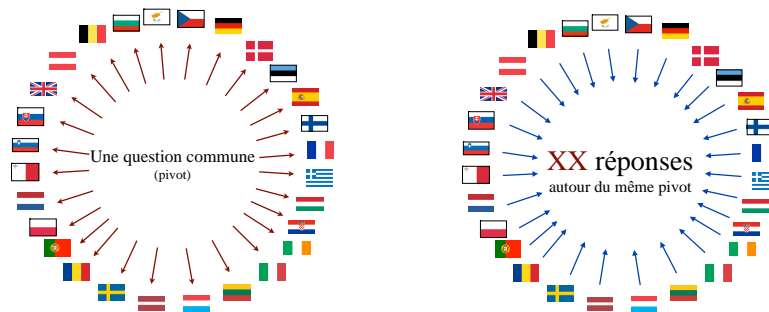 Une question commune
(pivot)
XX réponses
autour du même pivot